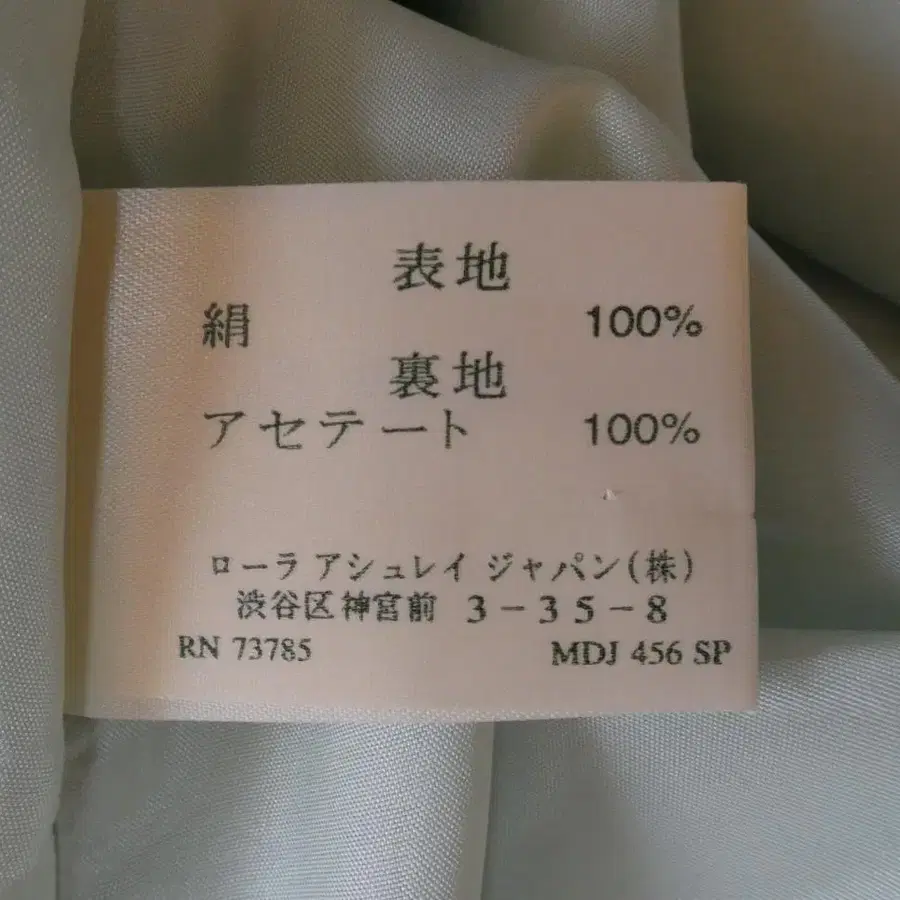 表地
絹 100%
裏地
アセテート 100%
ローラ アシュレイ ジャパン(株)
渋谷区神宮前 3-35-8
RN 73785 MDJ 456 SP